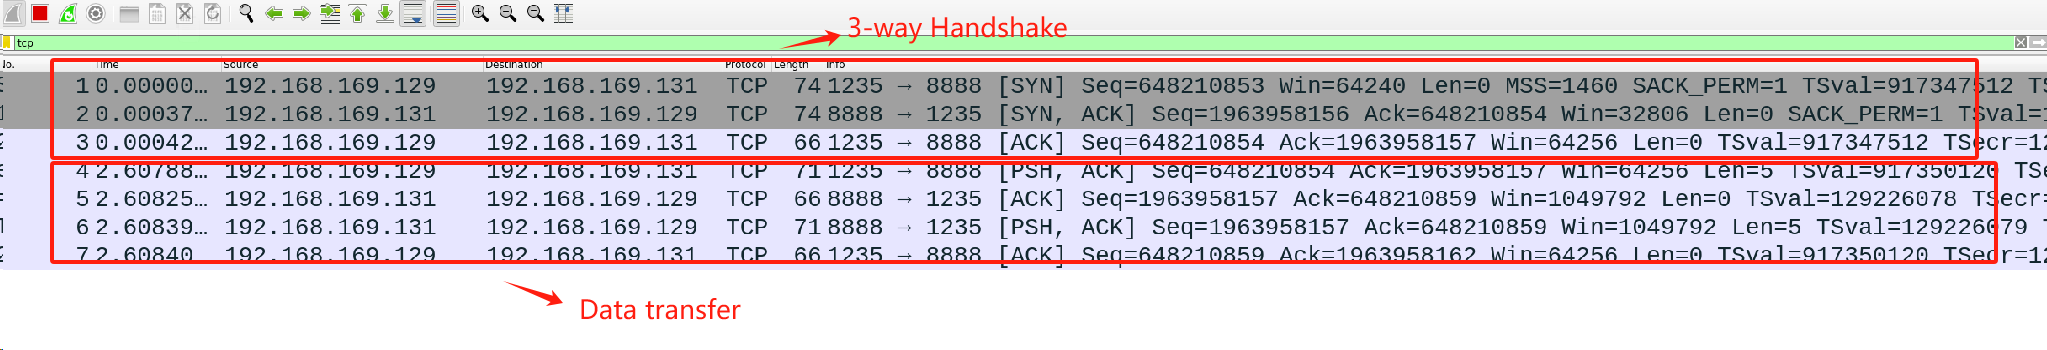 3-way Handshake
tcp
No. Time Source Destination Protocol Length Info
1 0.00000… 192.168.169.129 192.168.169.131 TCP 74 1235 → 8888 [SYN] Seq=648210853 Win=64240 Len=0 MSS=1460 SACK_PERM=1 TSval=917347512
2 0.00037… 192.168.169.131 192.168.169.129 TCP 74 8888 → 1235 [SYN, ACK] Seq=1963958156 Ack=648210854 Win=32806 Len=0 SACK_PERM=1
3 0.00042… 192.168.169.129 192.168.169.131 TCP 66 1235 → 8888 [ACK] Seq=648210854 Ack=1963958157 Win=64256 Len=0 TSval=917347512
4 2.60788… 192.168.169.129 192.168.169.131 TCP 71 1235 → 8888 [PSH, ACK] Seq=648210854 Ack=1963958157 Win=64256 Len=5 TSval=917350120
5 2.60825… 192.168.169.131 192.168.169.129 TCP 66 8888 → 1235 [ACK] Seq=1963958157 Ack=648210859 Win=1049792 Len=0 TSval=129226078
6 2.60839… 192.168.169.131 192.168.169.129 TCP 71 8888 → 1235 [PSH, ACK] Seq=1963958157 Ack=648210859 Win=1049792 Len=5 TSval=129226079
7 2.60840 192.168.169.129 192.168.169.131 TCP 66 1235 → 8888 [ACK] Seq=648210859 Ack=1963958162 Win=64256 Len=0 TSval=917350120
Data transfer